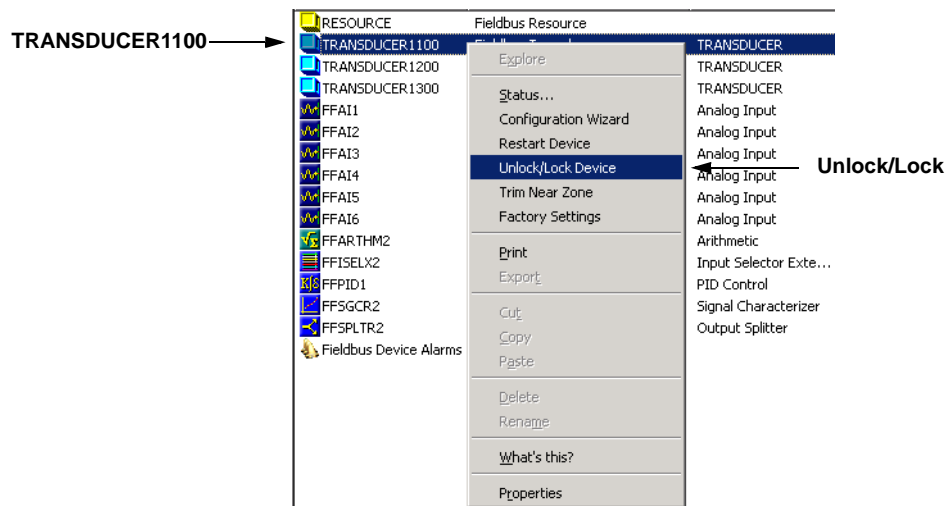 RESOURCE Fieldbus Resource
TRANSDUCER1100 TRANSDUCER1100 TRANSDUCER
TRANSDUCER1200 Explore TRANSDUCER
TRANSDUCER1300 TRANSDUCER
FFAI1 Status... Analog Input
FFAI2 Configuration Wizard Analog Input
FFAI3 Restart Device Analog Input
FFAI4 Unlock/Lock Device Analog Input Unlock/Lock
FFAI5 Trim Near Zone Analog Input
FFAI6 Factory Settings Analog Input
FFARTHM2 Print Arithmetic
FFISELX2 Input Selector Exte...
FFPID1 Export PID Control
FFSGCR2 Cut Signal Characterizer
FFSPLTR2 Copy Output Splitter
Fieldbus Device Alarms Paste
Delete
Rename
What's this?
Properties